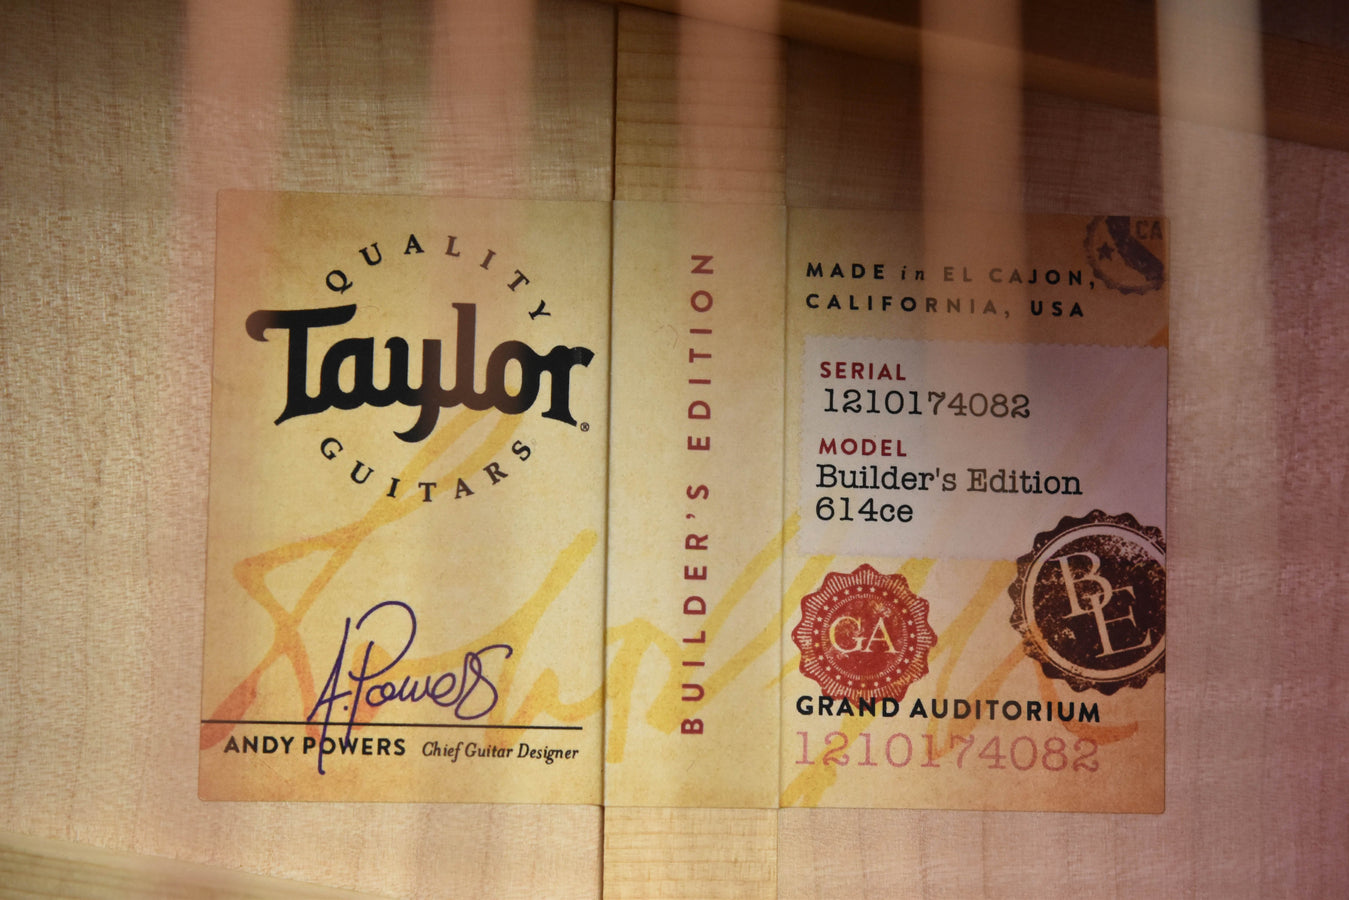 QUALITY
Taylor®
GUITARS
A. Powers
ANDY POWERS Chief Guitar Designer
BUILDER'S EDITION
MADE in EL CAJON,
CALIFORNIA, USA
CA
SERIAL
1210174082
MODEL
Builder's Edition
614ce
GA
BE
GRAND AUDITORIUM
1210174082